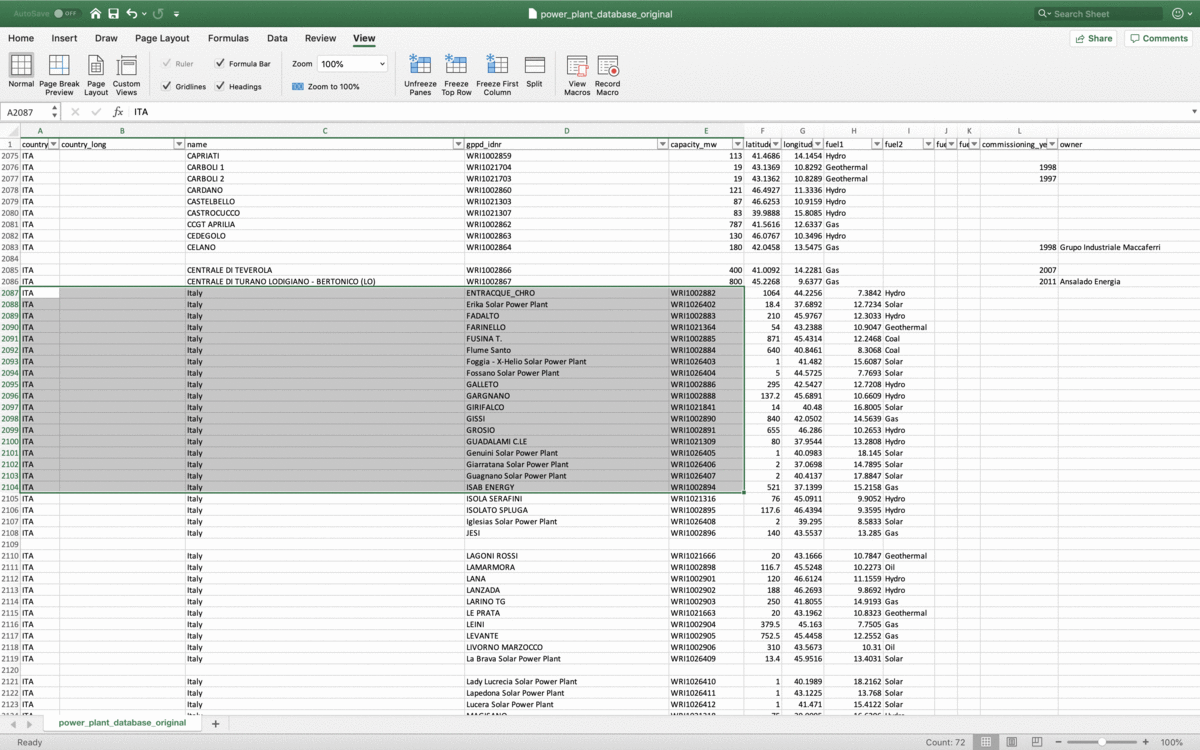 AutoSave OFF power_plant_database_original Search Sheet
Home Insert Draw Page Layout Formulas Data Review View Share Comments
Normal Page Break Preview Page Layout Custom Views Ruler Formula Bar Gridlines Headings Zoom 100% Zoom to 100% Unfreeze Panes Freeze Top Row Freeze First Column Split View Macros Record Macro
A2087 fx ITA
A B C D E F G H I J K L
1 country country_long name gppd_idnr capacity_mw latitude longitud fuel1 fuel2 fue fue commissioning_ye owner
2075 ITA CAPRIATI WRI1002859 113 41.4686 14.1454 Hydro
2076 ITA CARBOLI 1 WRI1021704 19 43.1369 10.8292 Geothermal 1998
2077 ITA CARBOLI 2 WRI1021703 19 43.1362 10.8289 Geothermal 1997
2078 ITA CARDANO WRI1002860 121 46.4927 11.3336 Hydro
2079 ITA CASTELBELLO WRI1021303 87 46.6253 10.9159 Hydro
2080 ITA CASTROCUCCO WRI1021307 83 39.9888 15.8085 Hydro
2081 ITA CCGT APRILIA WRI1002862 787 41.5616 12.6337 Gas
2082 ITA CEDEGOLO WRI1002863 130 46.0767 10.3496 Hydro
2083 ITA CELANO WRI1002864 180 42.0458 13.5475 Gas 1998 Grupo Industriale Maccaferri
2084
2085 ITA CENTRALE DI TEVEROLA WRI1002866 400 41.0092 14.2281 Gas 2007
2086 ITA CENTRALE DI TURANO LODIGIANO - BERTONICO (LO) WRI1002867 800 45.2268 9.6377 Gas 2011 Ansalado Energia
2087 ITA Italy ENTRACQUE_CHRO WRI1002882 1064 44.2256 7.3842 Hydro
2088 ITA Italy Erika Solar Power Plant WRI1026402 18.4 37.6892 12.7234 Solar
2089 ITA Italy FADALTO WRI1002883 210 45.9767 12.3033 Hydro
2090 ITA Italy FARINELLO WRI1021364 54 43.2388 10.9047 Geothermal
2091 ITA Italy FUSINA T. WRI1002885 871 45.4314 12.2468 Coal
2092 ITA Italy Flume Santo WRI1002884 640 40.8461 8.3068 Coal
2093 ITA Italy Foggia - X-Helio Solar Power Plant WRI1026403 1 41.482 15.6087 Solar
2094 ITA Italy Fossano Solar Power Plant WRI1026404 5 44.5725 7.7693 Solar
2095 ITA Italy GALLETO WRI1002886 295 42.5427 12.7208 Hydro
2096 ITA Italy GARGNANO WRI1002888 137.2 45.6891 10.6609 Hydro
2097 ITA Italy GIRIFALCO WRI1021841 14 40.48 16.8005 Solar
2098 ITA Italy GISSI WRI1002890 840 42.0502 14.5639 Gas
2099 ITA Italy GROSIO WRI1002891 655 46.286 10.2653 Hydro
2100 ITA Italy GUADALAMI C.LE WRI1021309 80 37.9544 13.2808 Hydro
2101 ITA Italy Genuini Solar Power Plant WRI1026405 1 40.0983 18.145 Solar
2102 ITA Italy Giarratana Solar Power Plant WRI1026406 2 37.0698 14.7895 Solar
2103 ITA Italy Guagnano Solar Power Plant WRI1026407 2 40.4137 17.8847 Solar
2104 ITA Italy ISAB ENERGY WRI1002894 521 37.1399 15.2158 Gas
2105 ITA Italy ISOLA SERAFINI WRI1021316 76 45.0911 9.9052 Hydro
2106 ITA Italy ISOLATO SPLUGA WRI1002895 117.6 46.4394 9.3595 Hydro
2107 ITA Italy Iglesias Solar Power Plant WRI1026408 2 39.295 8.5833 Solar
2108 ITA Italy JESI WRI1002896 140 43.5537 13.285 Gas
2109
2110 ITA Italy LAGONI ROSSI WRI1021666 20 43.1666 10.7847 Geothermal
2111 ITA Italy LAMARMORA WRI1002898 116.7 45.5248 10.2273 Oil
2112 ITA Italy LANA WRI1002901 120 46.6124 11.1559 Hydro
2113 ITA Italy LANZADA WRI1002902 188 46.2693 9.8692 Hydro
2114 ITA Italy LARINO TG WRI1002903 250 41.8055 14.9193 Gas
2115 ITA Italy LE PRATA WRI1021663 20 43.1962 10.8323 Geothermal
2116 ITA Italy LEINI WRI1002904 379.5 45.163 7.7505 Gas
2117 ITA Italy LEVANTE WRI1002905 752.5 45.4458 12.2552 Gas
2118 ITA Italy LIVORNO MARZOCCO WRI1002906 310 43.5673 10.31 Oil
2119 ITA Italy La Brava Solar Power Plant WRI1026409 13.4 45.9516 13.4031 Solar
2120
2121 ITA Italy Lady Lucrecia Solar Power Plant WRI1026410 1 40.1989 18.2162 Solar
2122 ITA Italy Lapedona Solar Power Plant WRI1026411 1 43.1225 13.768 Solar
2123 ITA Italy Lucera Solar Power Plant WRI1026412 1 41.471 15.4122 Solar
power_plant_database_original +
Ready Count: 72 - + 100%